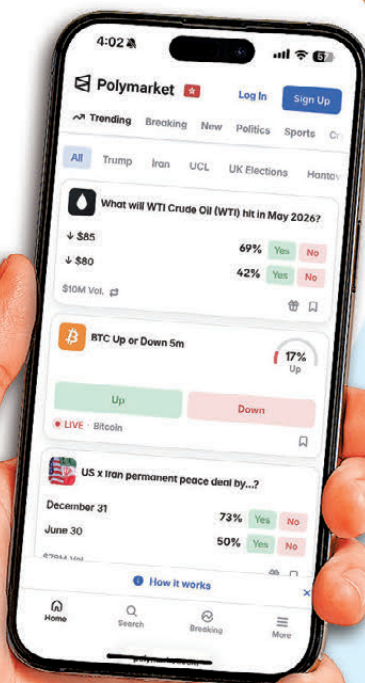 4:02
57
Polymarket
Log In
Sign Up
Trending Breaking New Politics Sports
All Trump Iran UCL UK Elections Hantav
What will WTI Crude Oil (WTI) hit in May 2026?
↓ $85
69% Yes No
↓ $80
42% Yes No
$10M Vol.
BTC Up or Down 5m
17%
Up
Up
Down
LIVE · Bitcoin
US x Iran permanent peace deal by...?
December 31
73% Yes No
June 30
50% Yes No
How it works
×
Home
Search
Breaking
More